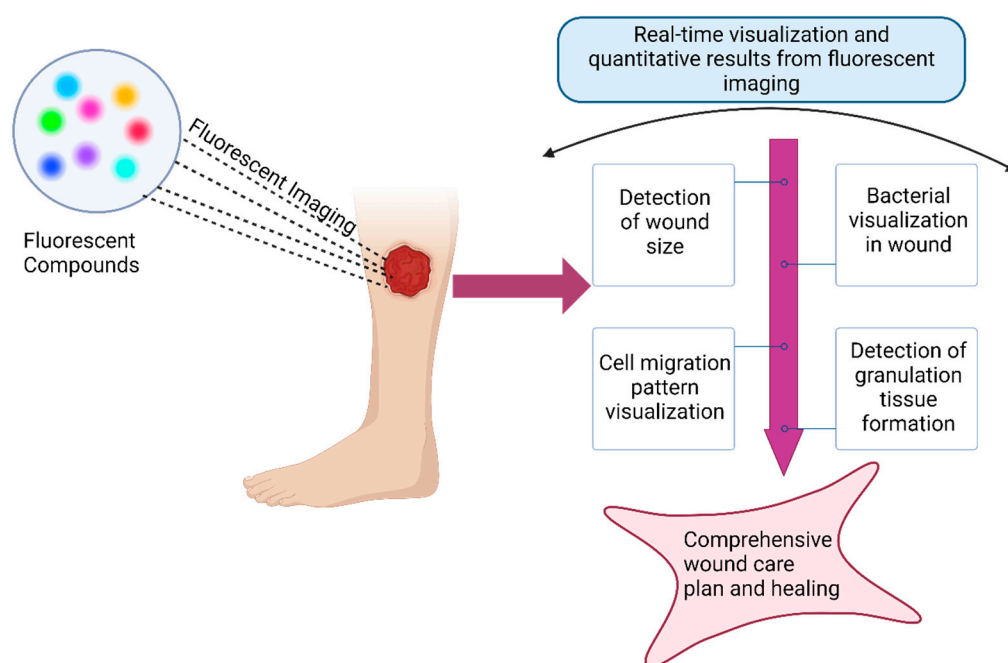 Real-time visualization and
quantitative results from fluorescent
imaging
Fluorescent Imaging
Fluorescent
Compounds
Detection
of wound
size
Bacterial
visualization
in wound
Cell migration
pattern
visualization
Detection of
granulation
tissue
formation
Comprehensive
wound care
plan and healing